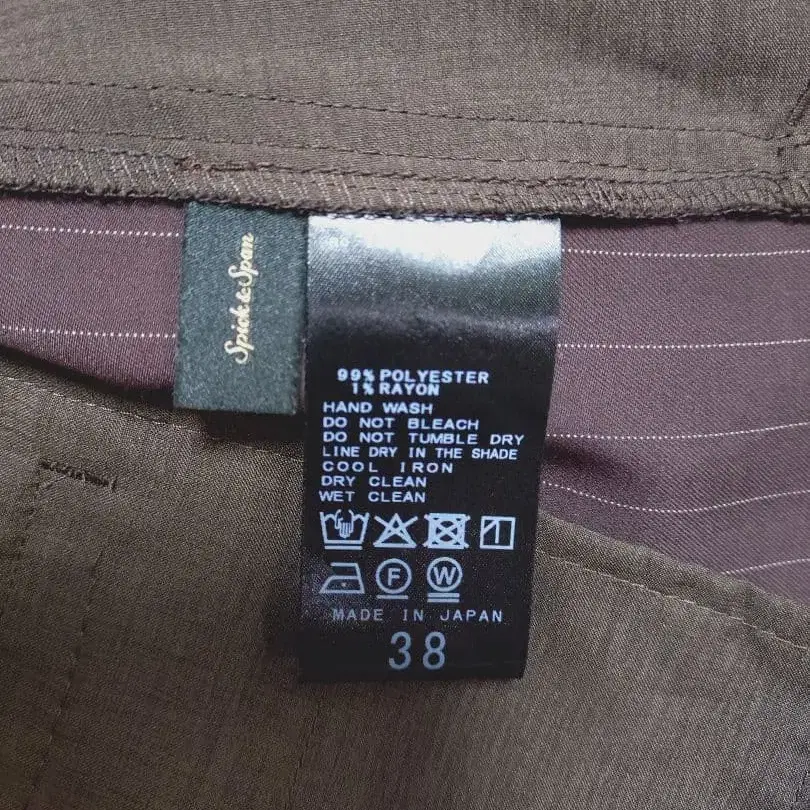 Spick & Span
99% POLYESTER
1% RAYON
HAND WASH
DO NOT BLEACH
DO NOT TUMBLE DRY
LINE DRY IN THE SHADE
COOL IRON
DRY CLEAN
WET CLEAN
F W
MADE IN JAPAN
38